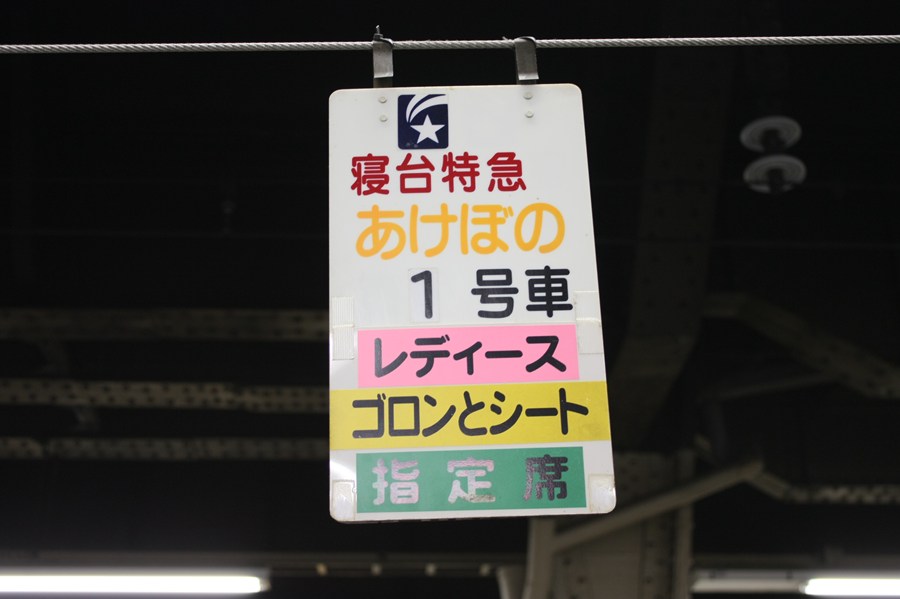 寝台特急
あけぼの
1 号車
レディース
ゴロンとシート
指定席